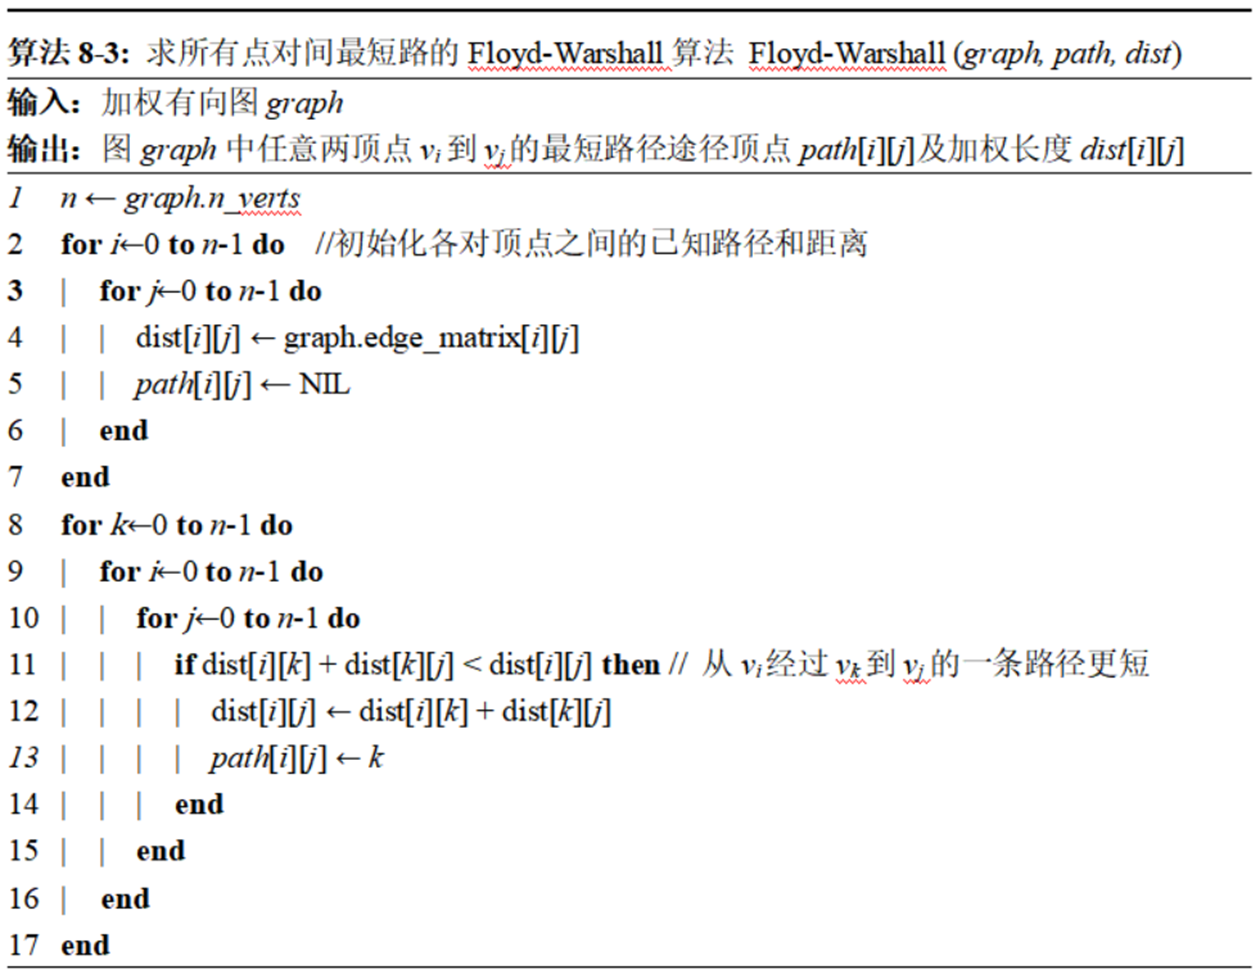 算法 8-3: 求所有点对间最短路的 Floyd-Warshall 算法 Floyd-Warshall (graph, path, dist)
输入：加权有向图 graph
输出：图 graph 中任意两顶点 vi 到 vj 的最短路径途径顶点 path[i][j] 及加权长度 dist[i][j]
1 n ← graph.n_verts
2 for i←0 to n-1 do //初始化各对顶点之间的已知路径和距离
3 | for j←0 to n-1 do
4 | | dist[i][j] ← graph.edge_matrix[i][j]
5 | | path[i][j] ← NIL
6 | end
7 end
8 for k←0 to n-1 do
9 | for i←0 to n-1 do
10 | | for j←0 to n-1 do
11 | | | if dist[i][k] + dist[k][j] < dist[i][j] then // 从 vi 经过 vk 到 vj 的一条路径更短
12 | | | | dist[i][j] ← dist[i][k] + dist[k][j]
13 | | | | path[i][j] ← k
14 | | | end
15 | | end
16 | end
17 end